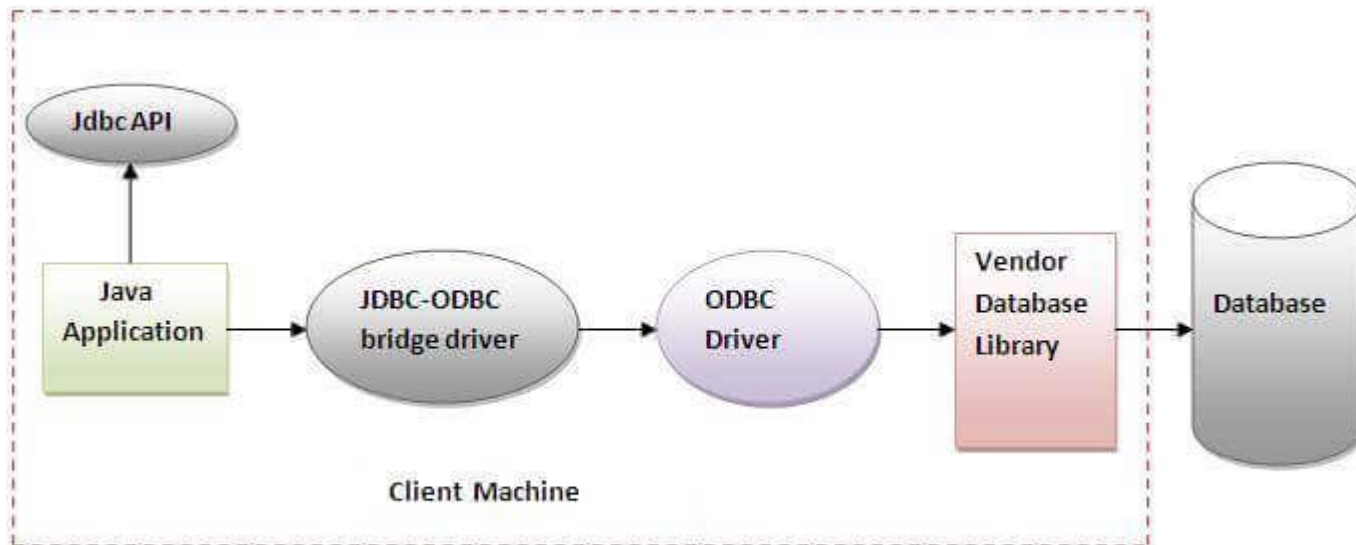 Jdbc API
Java
Application
JDBC-ODBC
bridge driver
ODBC
Driver
Vendor
Database
Library
Database
Client Machine